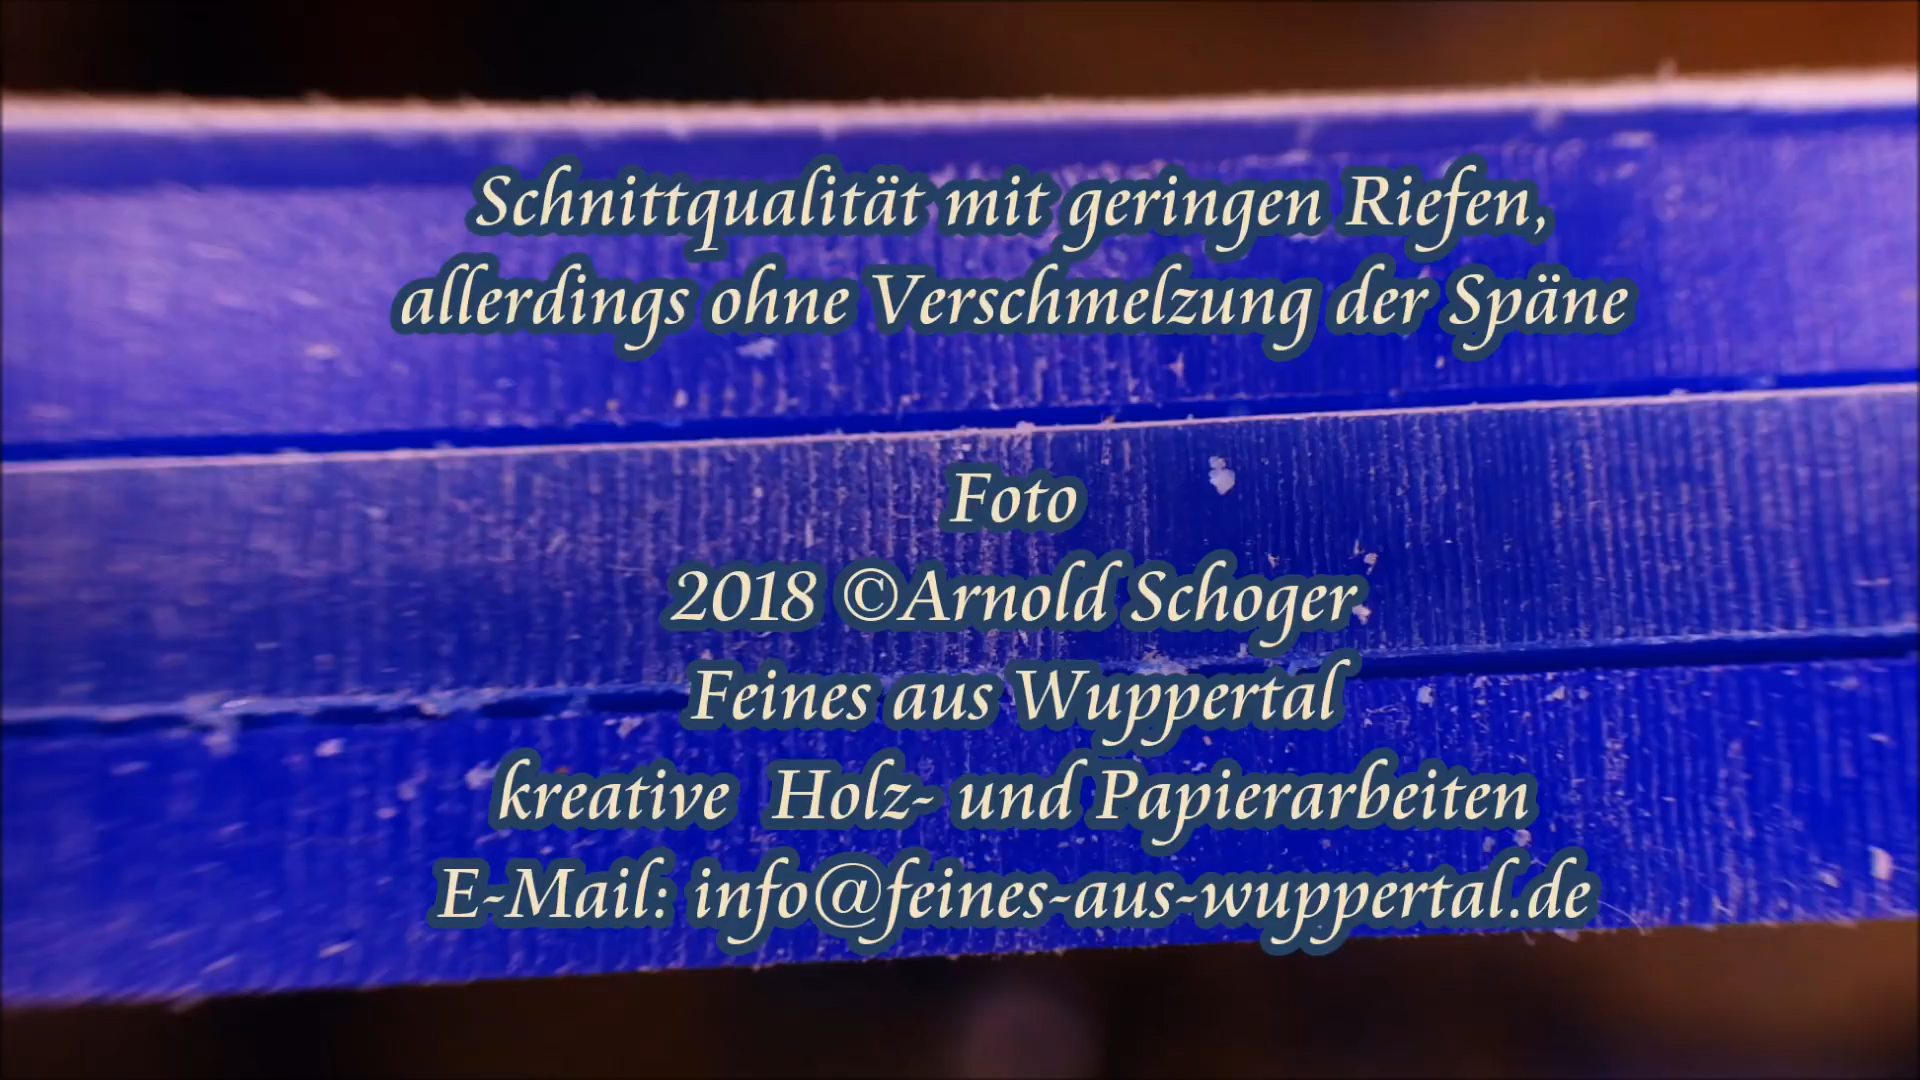 Schnittqualität mit geringen Riefen,
allerdings ohne Verschmelzung der Späne
Foto
2018 ©Arnold Schoger
Feines aus Wuppertal
kreative  Holz- und Papierarbeiten
E-Mail: info@feines-aus-wuppertal.de